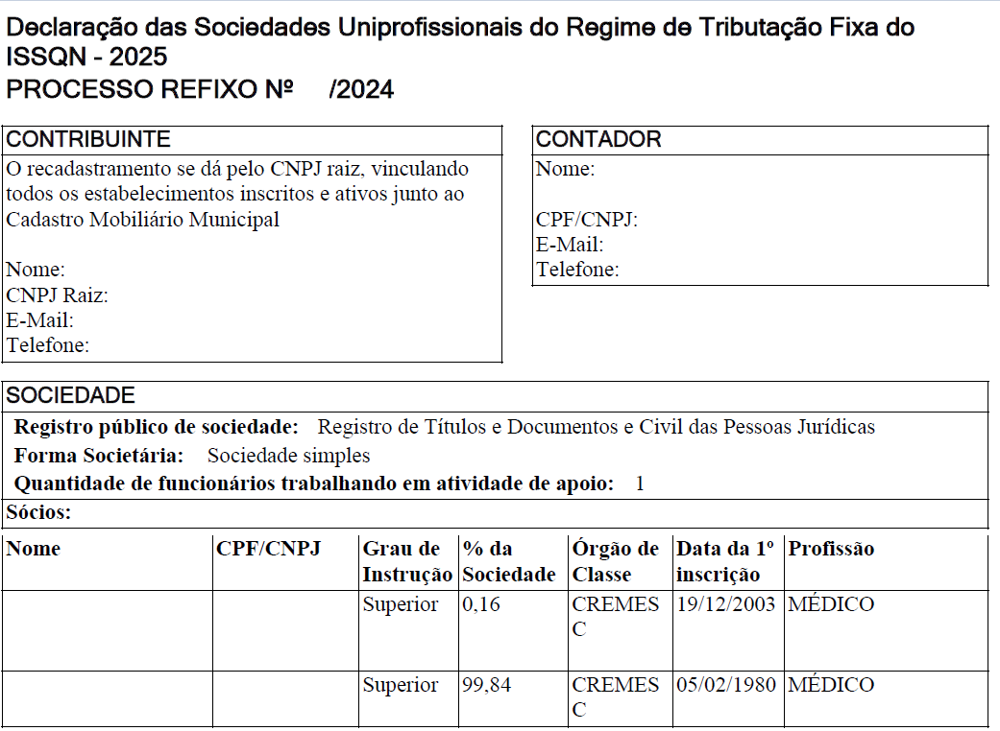 Declaração das Sociedades Uniprofissionais do Regime de Tributação Fixa do
ISSQN - 2025
PROCESSO REFIXO Nº /2024
CONTRIBUINTE
O recadastramento se dá pelo CNPJ raiz, vinculando
todos os estabelecimentos inscritos e ativos junto ao
Cadastro Mobiliário Municipal
Nome:
CNPJ Raiz:
E-Mail:
Telefone:
CONTADOR
Nome:
CPF/CNPJ:
E-Mail:
Telefone:
SOCIEDADE
Registro público de sociedade: Registro de Títulos e Documentos e Civil das Pessoas Jurídicas
Forma Societária: Sociedade simples
Quantidade de funcionários trabalhando em atividade de apoio: 1
Sócios:
Nome CPF/CNPJ Grau de % da Órgão de Data da 1º Profissão
Instrução Sociedade Classe inscrição
Superior 0,16 CREMES 19/12/2003 MÉDICO
C
Superior 99,84 CREMES 05/02/1980 MÉDICO
C